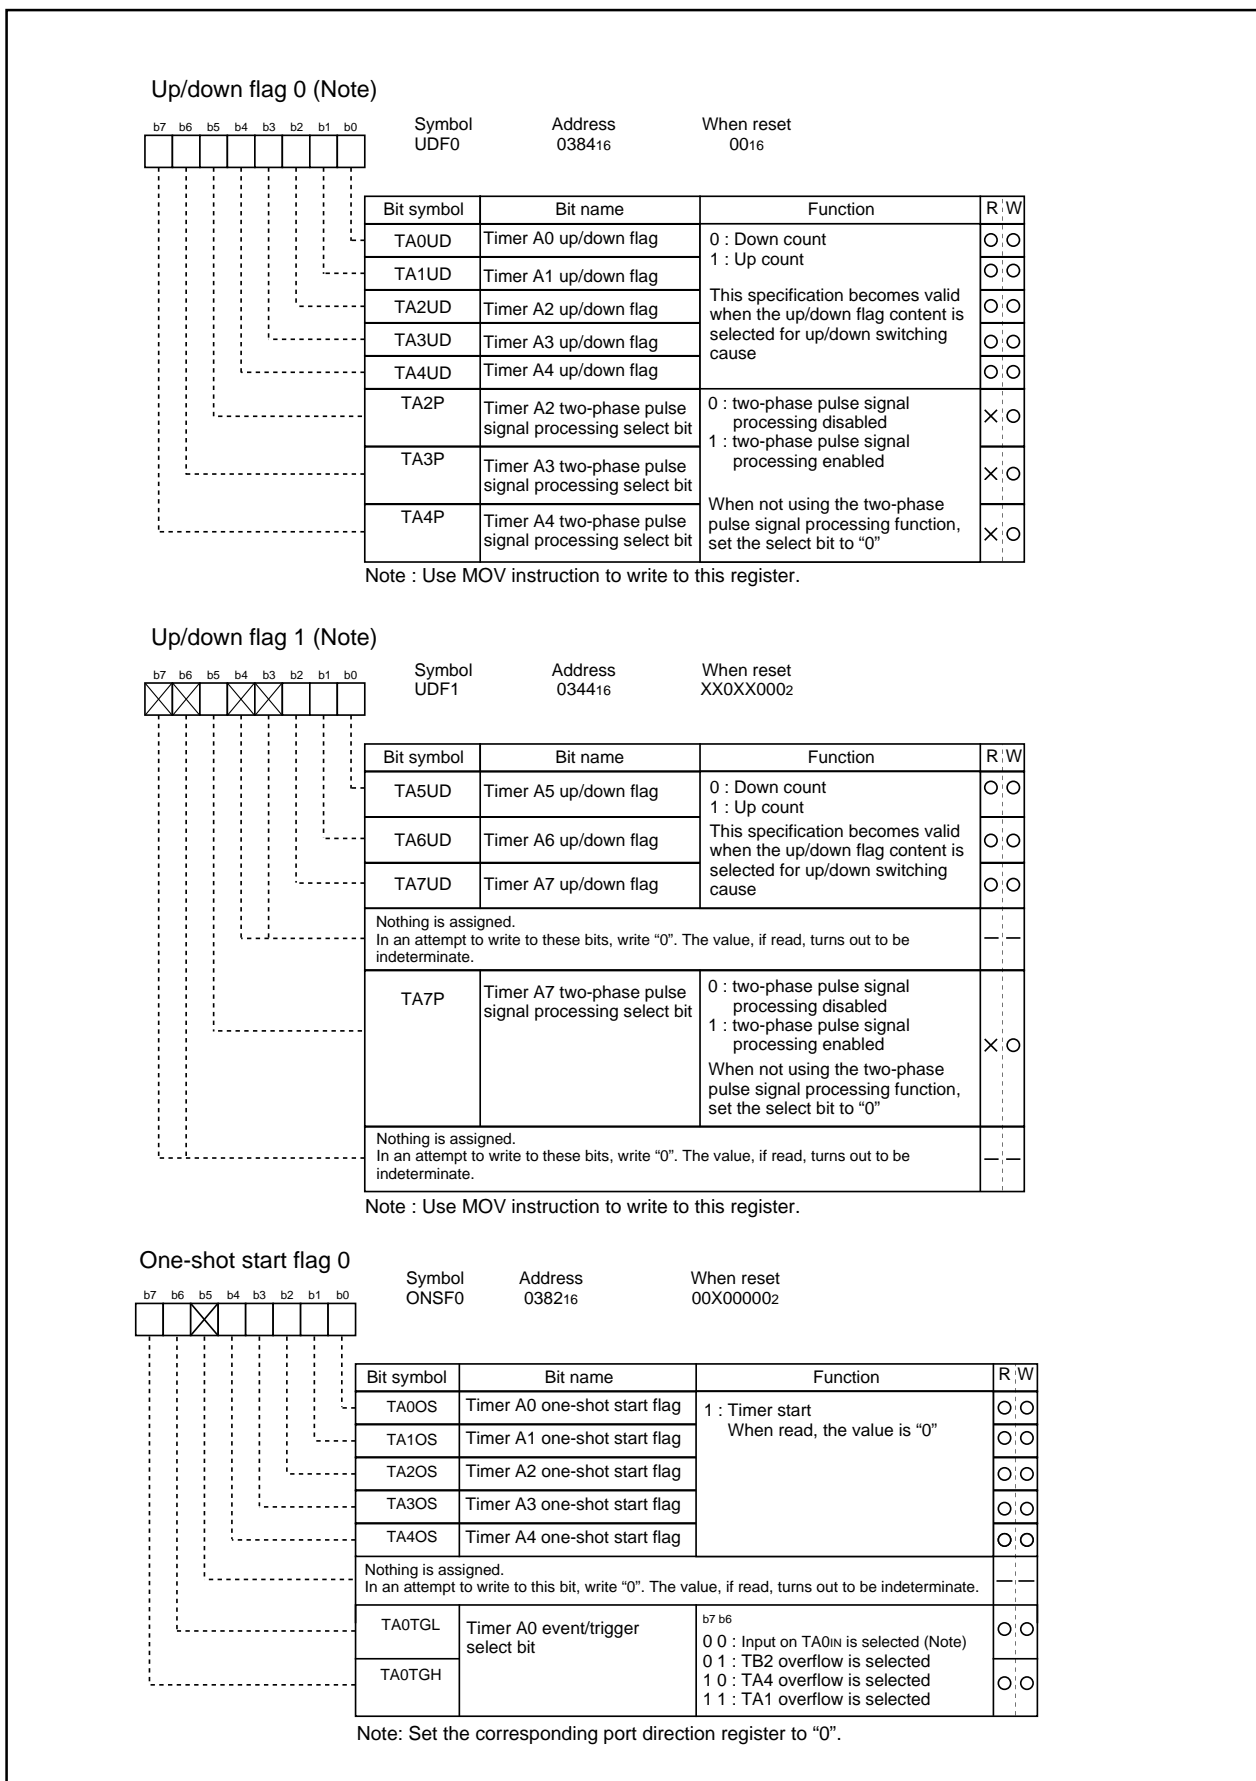 Up/down flag 0 (Note)
b7 b6 b5 b4 b3 b2 b1 b0
Symbol Address When reset
UDF0 038416 0016
Bit symbol Bit name Function R W
TA0UD Timer A0 up/down flag 0 : Down count
1 : Up count
TA1UD Timer A1 up/down flag
This specification becomes valid
TA2UD Timer A2 up/down flag when the up/down flag content is
TA3UD Timer A3 up/down flag selected for up/down switching
cause
TA4UD Timer A4 up/down flag
TA2P Timer A2 two-phase pulse 0 : two-phase pulse signal
signal processing select bit processing disabled
1 : two-phase pulse signal
TA3P Timer A3 two-phase pulse processing enabled
signal processing select bit
When not using the two-phase
TA4P Timer A4 two-phase pulse pulse signal processing function,
signal processing select bit set the select bit to “0”
Note : Use MOV instruction to write to this register.
Up/down flag 1 (Note)
b7 b6 b5 b4 b3 b2 b1 b0
Symbol Address When reset
UDF1 034416 XX0XX0002
Bit symbol Bit name Function R W
TA5UD Timer A5 up/down flag 0 : Down count
1 : Up count
TA6UD Timer A6 up/down flag This specification becomes valid
when the up/down flag content is
TA7UD Timer A7 up/down flag selected for up/down switching
cause
Nothing is assigned.
In an attempt to write to these bits, write “0”. The value, if read, turns out to be
indeterminate.
TA7P Timer A7 two-phase pulse 0 : two-phase pulse signal
signal processing select bit processing disabled
1 : two-phase pulse signal
processing enabled
When not using the two-phase
pulse signal processing function,
set the select bit to “0”
Nothing is assigned.
In an attempt to write to these bits, write “0”. The value, if read, turns out to be
indeterminate.
Note : Use MOV instruction to write to this register.
One-shot start flag 0
b7 b6 b5 b4 b3 b2 b1 b0
Symbol Address When reset
ONSF0 038216 00X000002
Bit symbol Bit name Function R W
TA0OS Timer A0 one-shot start flag 1 : Timer start
When read, the value is “0”
TA1OS Timer A1 one-shot start flag
TA2OS Timer A2 one-shot start flag
TA3OS Timer A3 one-shot start flag
TA4OS Timer A4 one-shot start flag
Nothing is assigned.
In an attempt to write to this bit, write “0”. The value, if read, turns out to be indeterminate.
TA0TGL Timer A0 event/trigger b7 b6
select bit 0 0 : Input on TA0IN is selected (Note)
0 1 : TB2 overflow is selected
TA0TGH 1 0 : TA4 overflow is selected
1 1 : TA1 overflow is selected
Note: Set the corresponding port direction register to “0”.